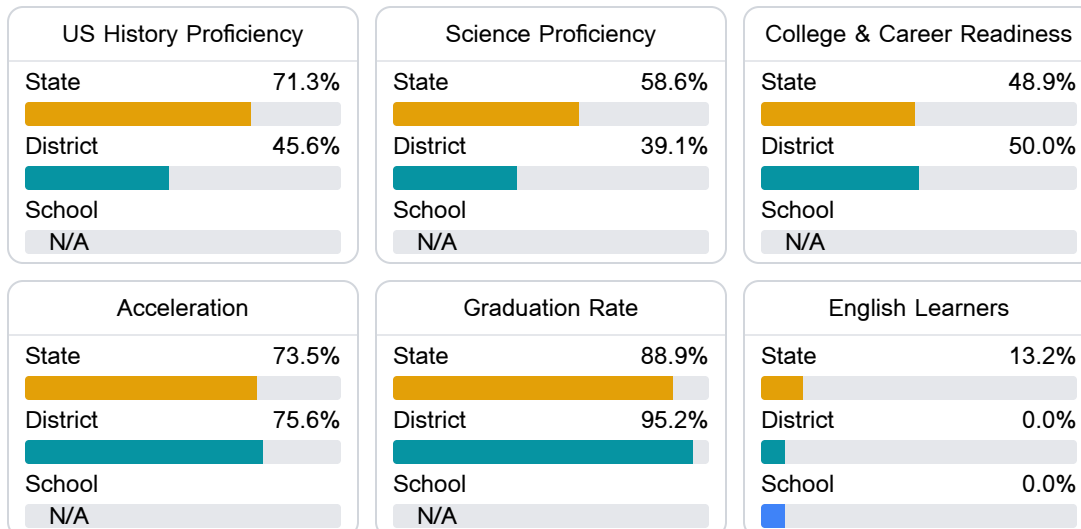 US History Proficiency
State 71.3%
District 45.6%
School
N/A
Science Proficiency
State 58.6%
District 39.1%
School
N/A
College & Career Readiness
State 48.9%
District 50.0%
School
N/A
Acceleration
State 73.5%
District 75.6%
School
N/A
Graduation Rate
State 88.9%
District 95.2%
School
N/A
English Learners
State 13.2%
District 0.0%
School 0.0%